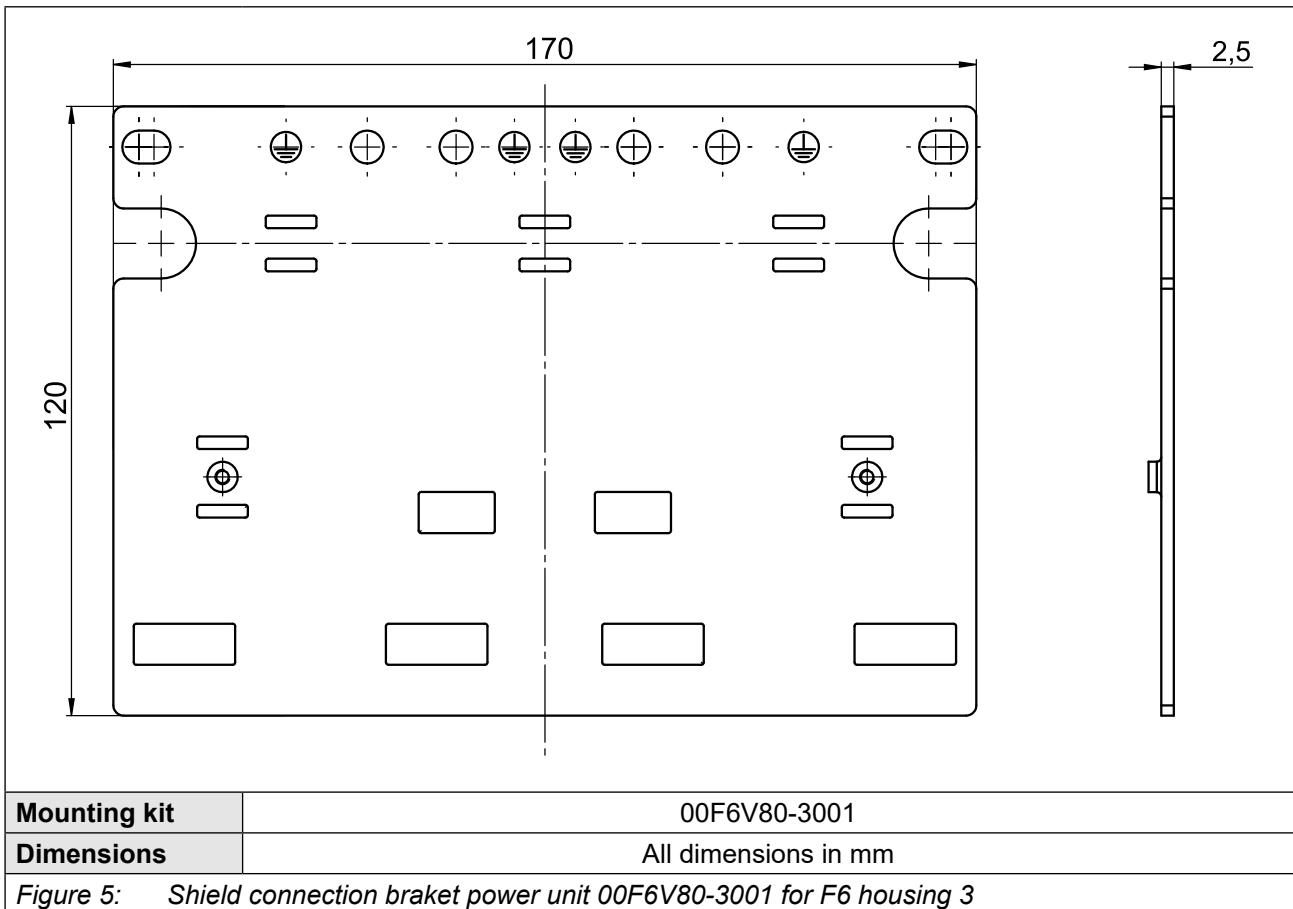 170
2,5
120
Mounting kit 00F6V80-3001
Dimensions All dimensions in mm
Figure 5: Shield connection braket power unit 00F6V80-3001 for F6 housing 3